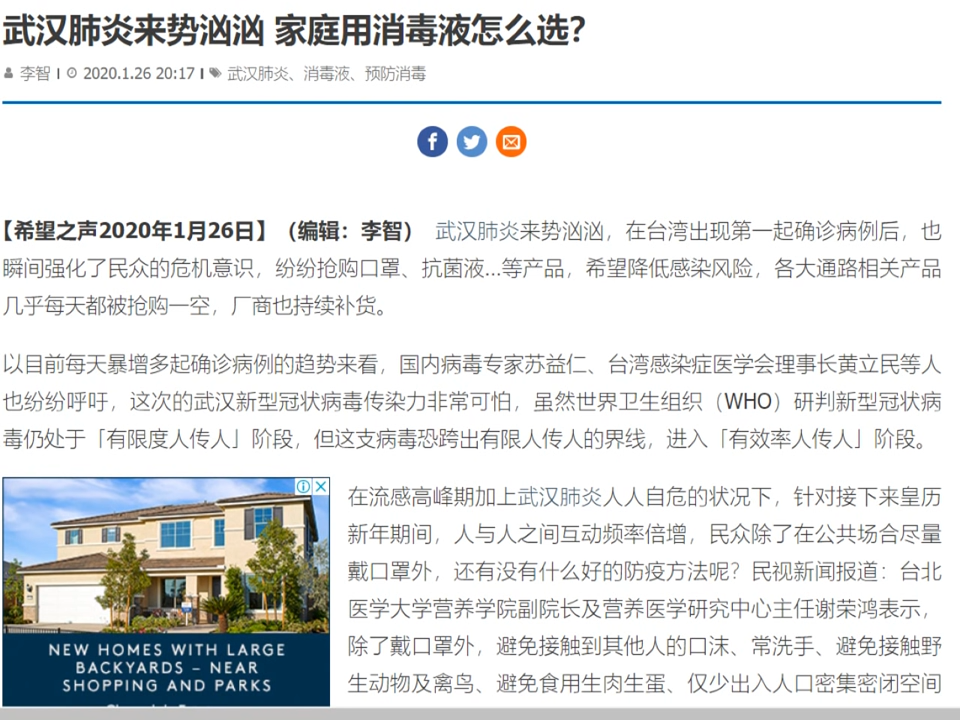 武汉肺炎来势汹汹 家庭用消毒液怎么选?
李智 | 2020.1.26 20:17 | 武汉肺炎、消毒液、预防消毒
【希望之声2020年1月26日】（编辑：李智） 武汉肺炎来势汹汹，在台湾出现第一起确诊病例后，也
瞬间强化了民众的危机意识，纷纷抢购口罩、抗菌液...等产品，希望降低感染风险，各大通路相关产品
几乎每天都被抢购一空，厂商也持续补货。
以目前每天暴增多起确诊病例的趋势来看，国内病毒专家苏益仁、台湾感染症医学会理事长黄立民等人
也纷纷呼吁，这次的武汉新型冠状病毒传染力非常可怕，虽然世界卫生组织（WHO）研判新型冠状病
毒仍处于「有限度人传人」阶段，但这支病毒恐跨出有限人传人的界线，进入「有效率人传人」阶段。
在流感高峰期加上武汉肺炎人人自危的状况下，针对接下来皇历
新年期间，人与人之间互动频率倍增，民众除了在公共场合尽量
戴口罩外，还有没有什么好的防疫方法呢？民视新闻报道：台北
医学大学营养学院副院长及营养医学研究中心主任谢荣鸿表示，
除了戴口罩外，避免接触到其他人的口沫、常洗手、避免接触野
生动物及禽鸟、避免食用生肉生蛋、仅少出入人口密集密闭空间
NEW HOMES WITH LARGE
BACKYARDS – NEAR
SHOPPING AND PARKS